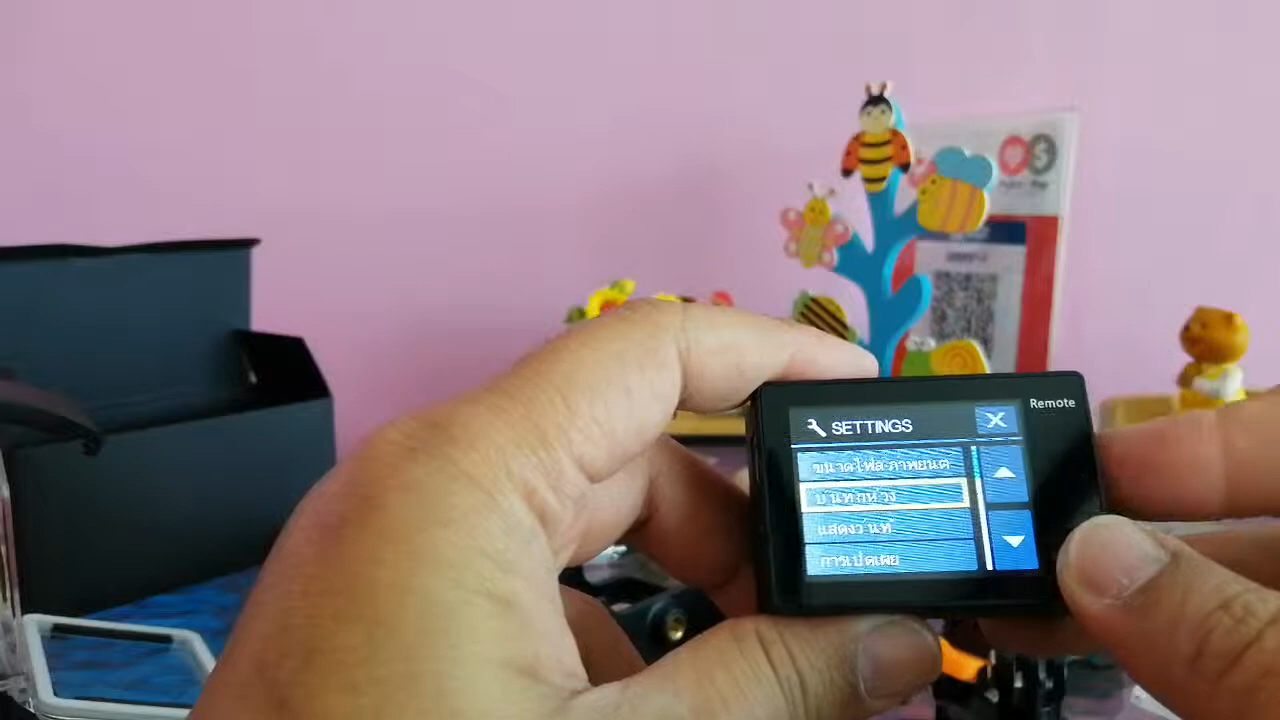 Remote
SETTINGS
ขนาดไฟล์ ภาพยนต์
บันทึกห่วง
แสดงวันที่
การเปิดเผย